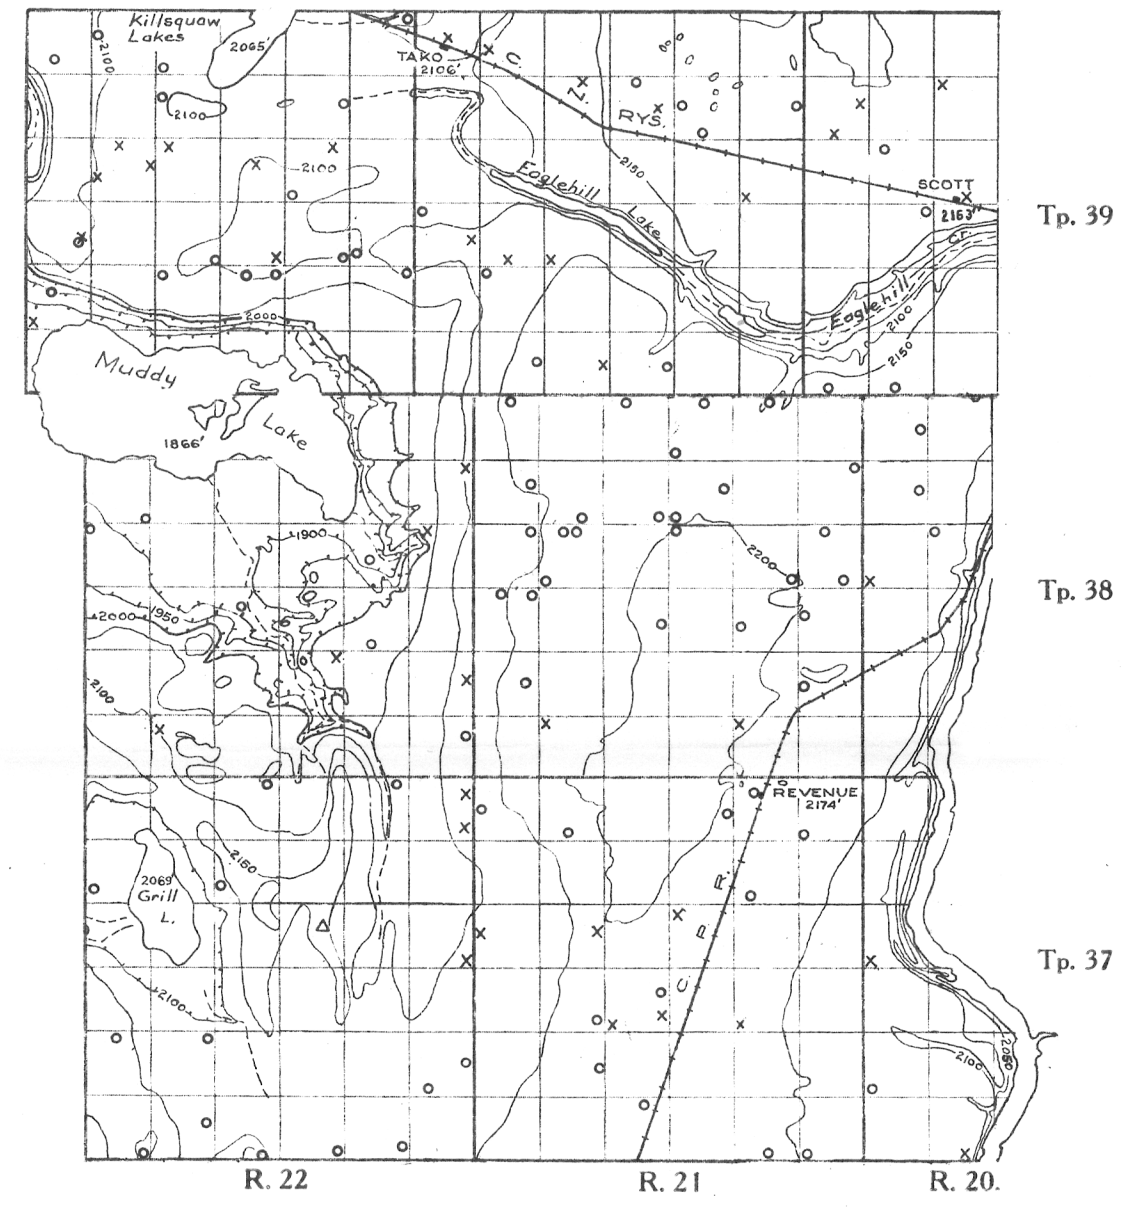 Killsquaw
Lakes
2065'
2100
TAKO
2106'
C.
N.
RYS.
2100
2100
2150
SCOTT
2163'
Eaglehill
Lake
Cr.
Eaglehill
2100
2150
Tp. 39
2000
Muddy
Lake
1866'
1900
2200
2000
1950
Tp. 38
2100
REVENUE
2174'
2150
2069'
Grill
L.
R.
P.
C.
Tp. 37
2100
2100
2050
R. 22
R. 21
R. 20.